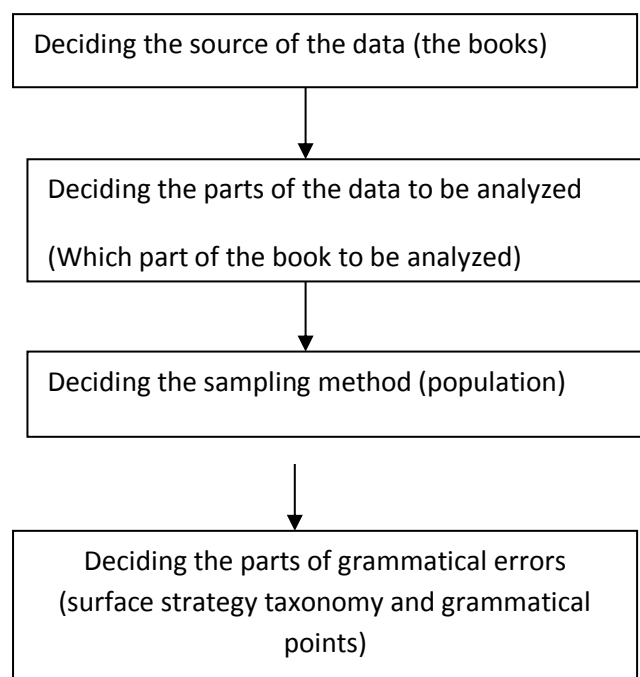 Deciding the source of the data (the books)
Deciding the parts of the data to be analyzed
(Which part of the book to be analyzed)
Deciding the sampling method (population)
Deciding the parts of grammatical errors
(surface strategy taxonomy and grammatical
points)